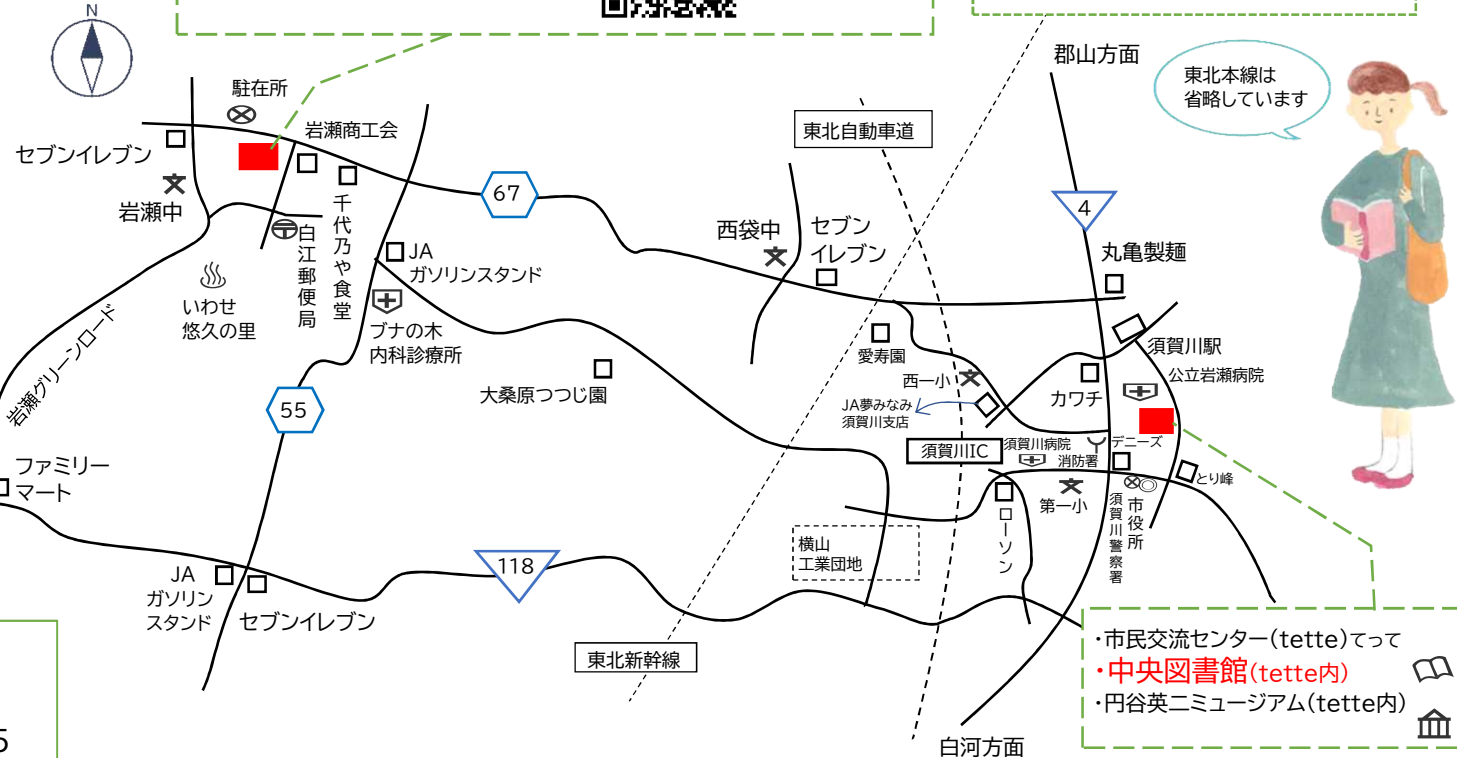 N
郡山方面
東北本線は
省略しています
駐在所
岩瀬商工会
東北自動車道
セブンイレブン
67
4
岩瀬中
千代乃や食堂
白江郵便局
西袋中
セブン
イレブン
丸亀製麺
JA
ガソリンスタンド
いわせ
悠久の里
ブナの木
内科診療所
愛寿園
須賀川駅
公立岩瀬病院
岩瀬グリーンロード
大桑原つつじ園
西一小
カワチ
JA夢みなみ
須賀川支店
55
須賀川IC
須賀川病院
消防署
デニーズ
ファミリー
マート
とり峰
ローソン
第一小
須賀川警察署
市役所
横山
工業団地
118
JA
ガソリン
スタンド
セブンイレブン
東北新幹線
・市民交流センター(tette)てって
・中央図書館(tette内)
・円谷英二ミュージアム(tette内)
白河方面
5